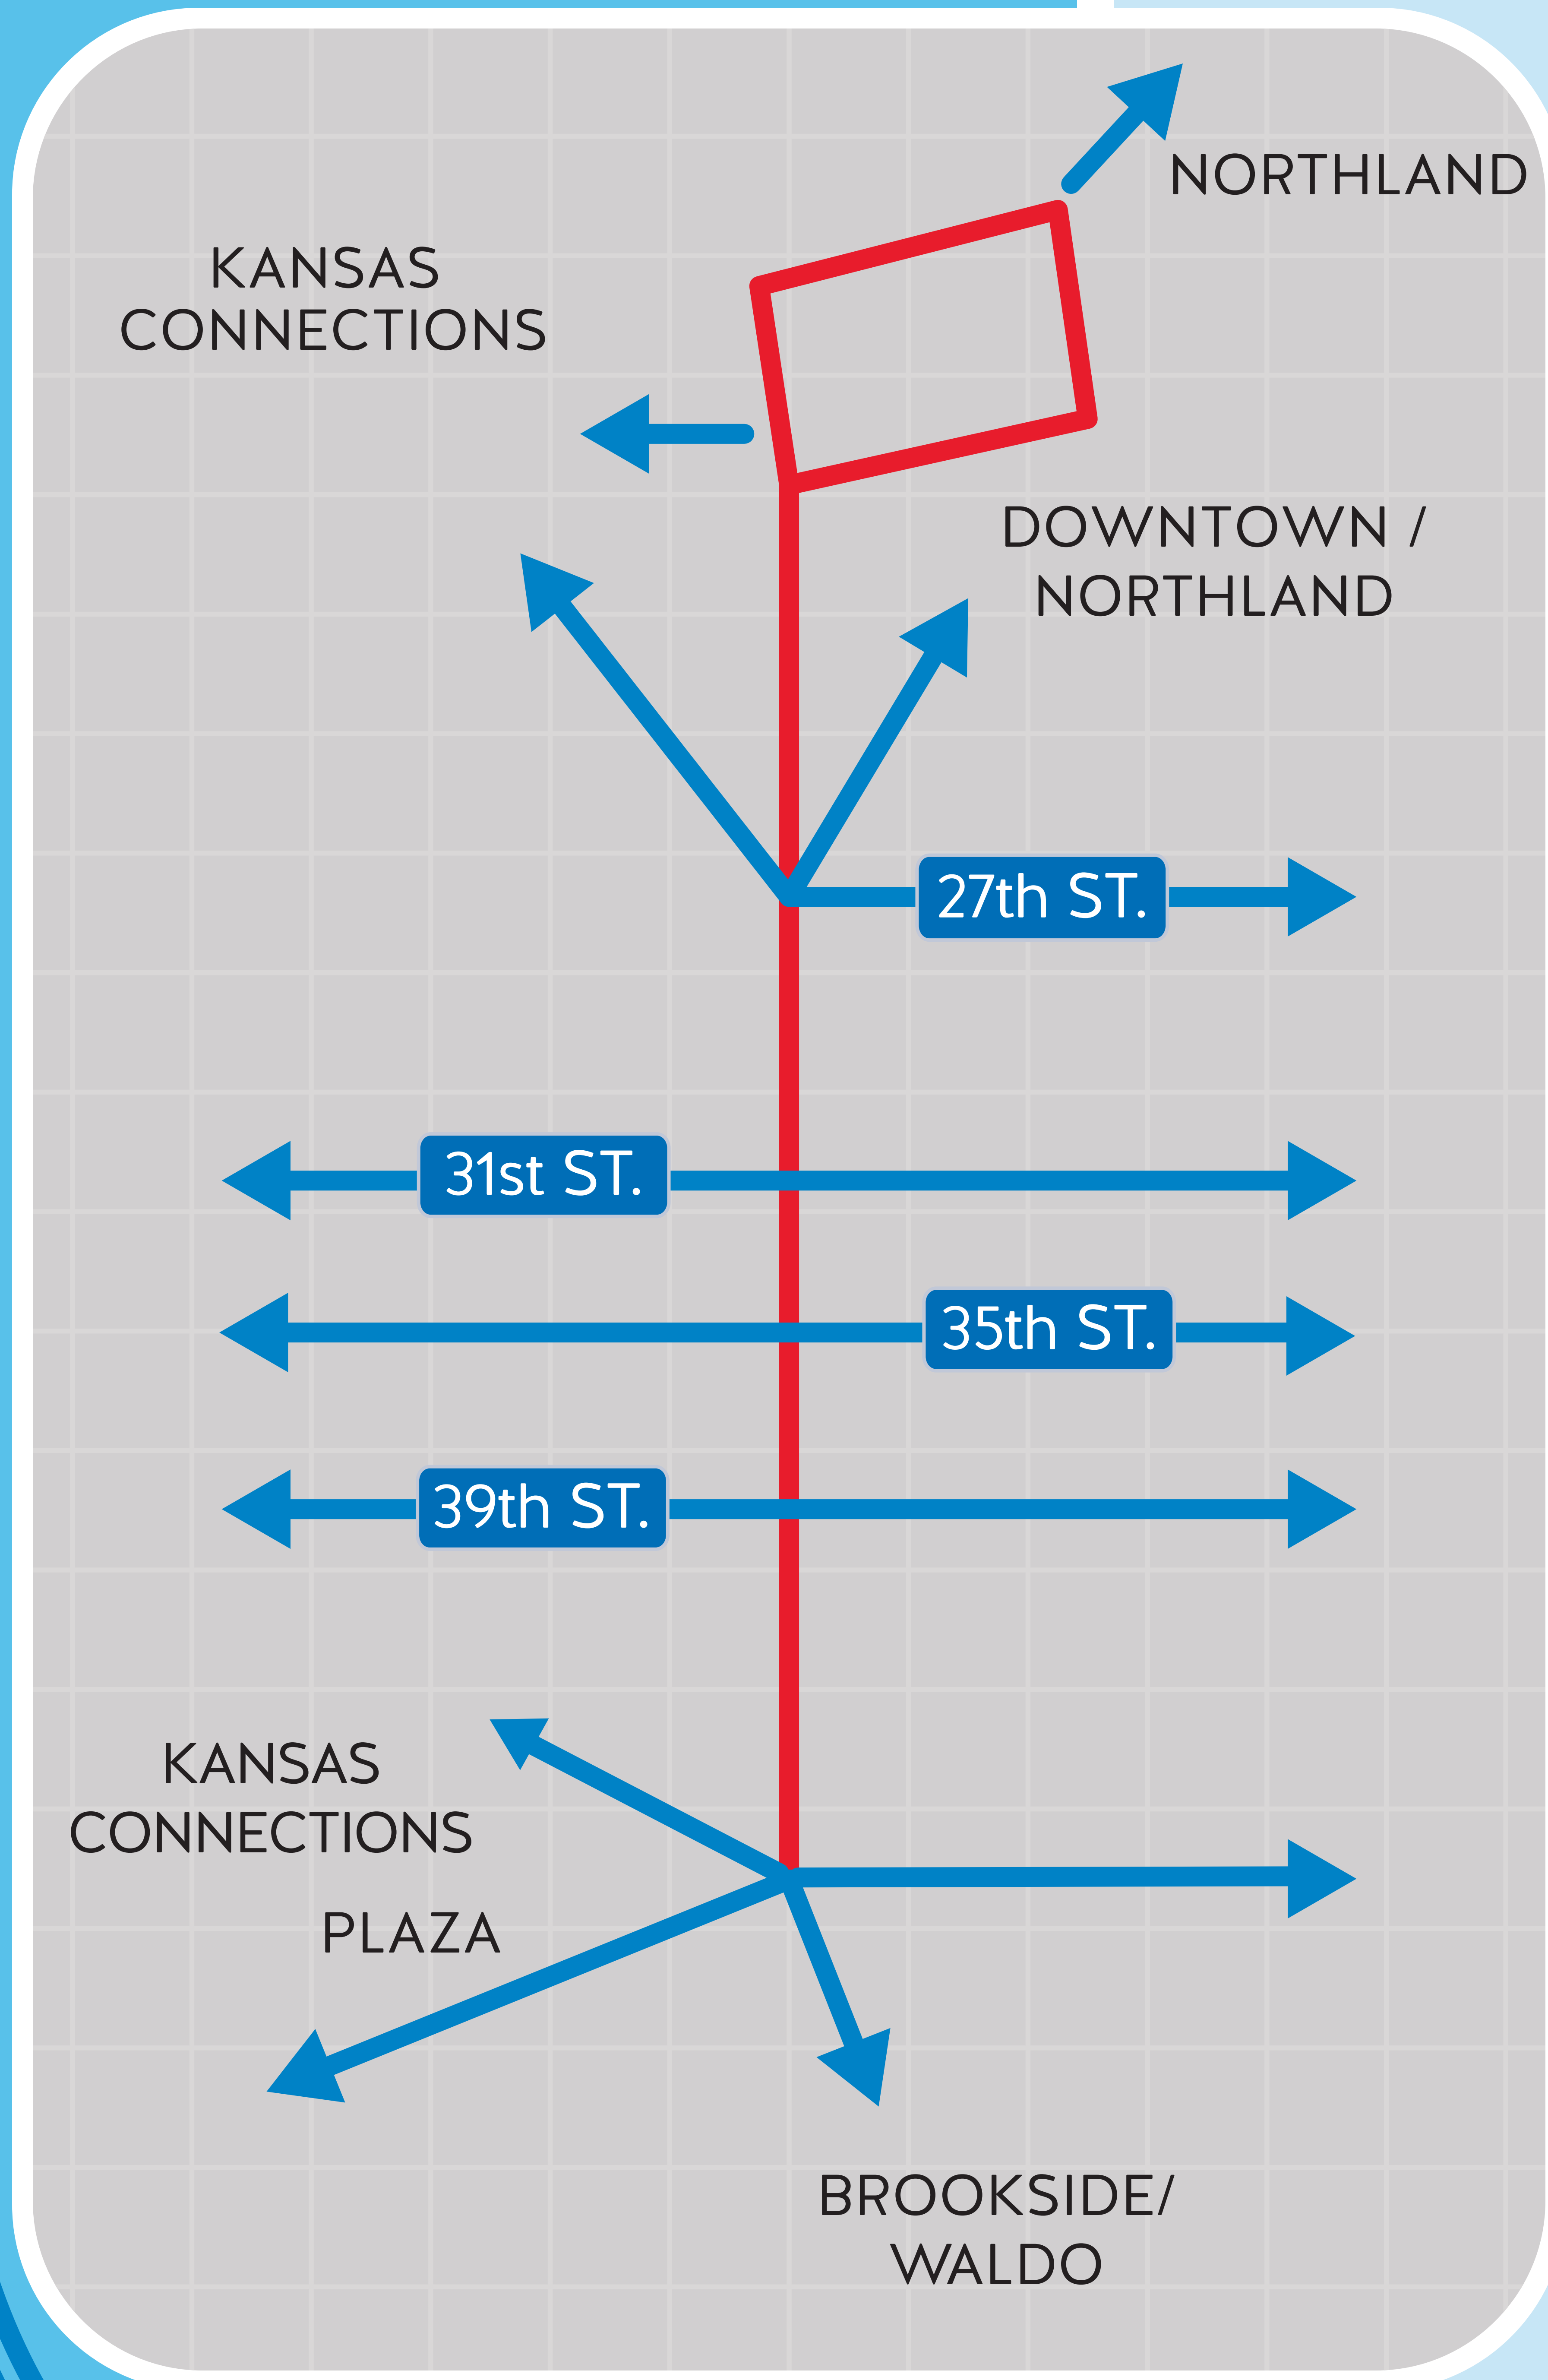 NORTHLAND
KANSAS
CONNECTIONS
DOWNTOWN /
NORTHLAND
27th ST.
31st ST.
35th ST.
39th ST.
KANSAS
CONNECTIONS
PLAZA
BROOKSIDE/
WALDO